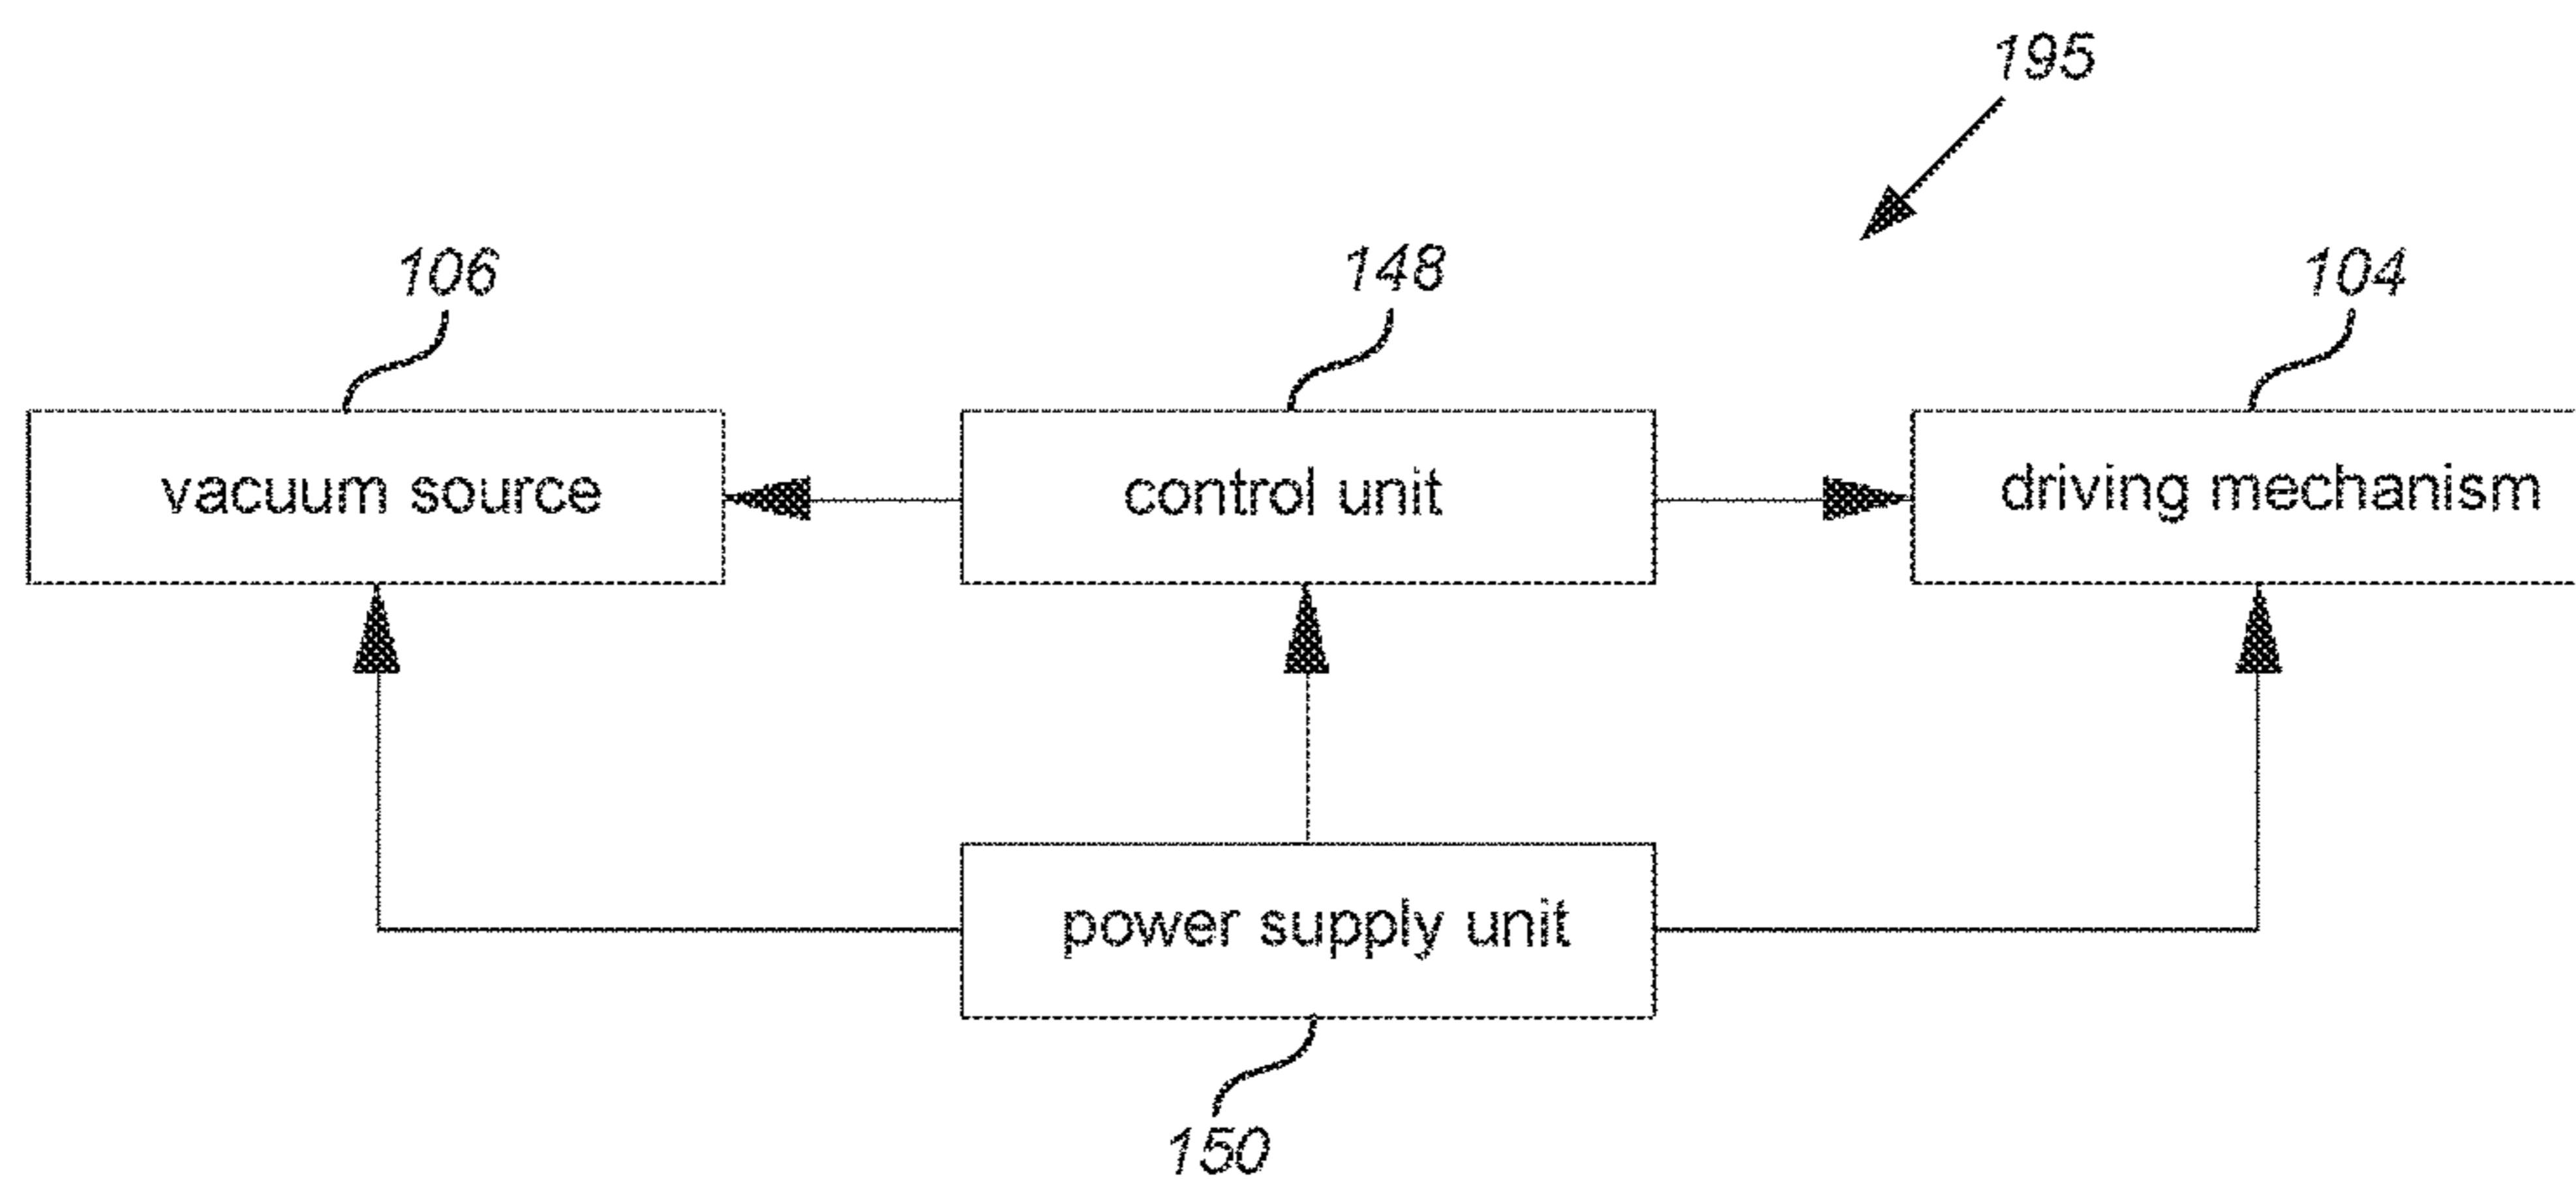 195
106
148
104
vacuum source
control unit
driving mechanism
power supply unit
150